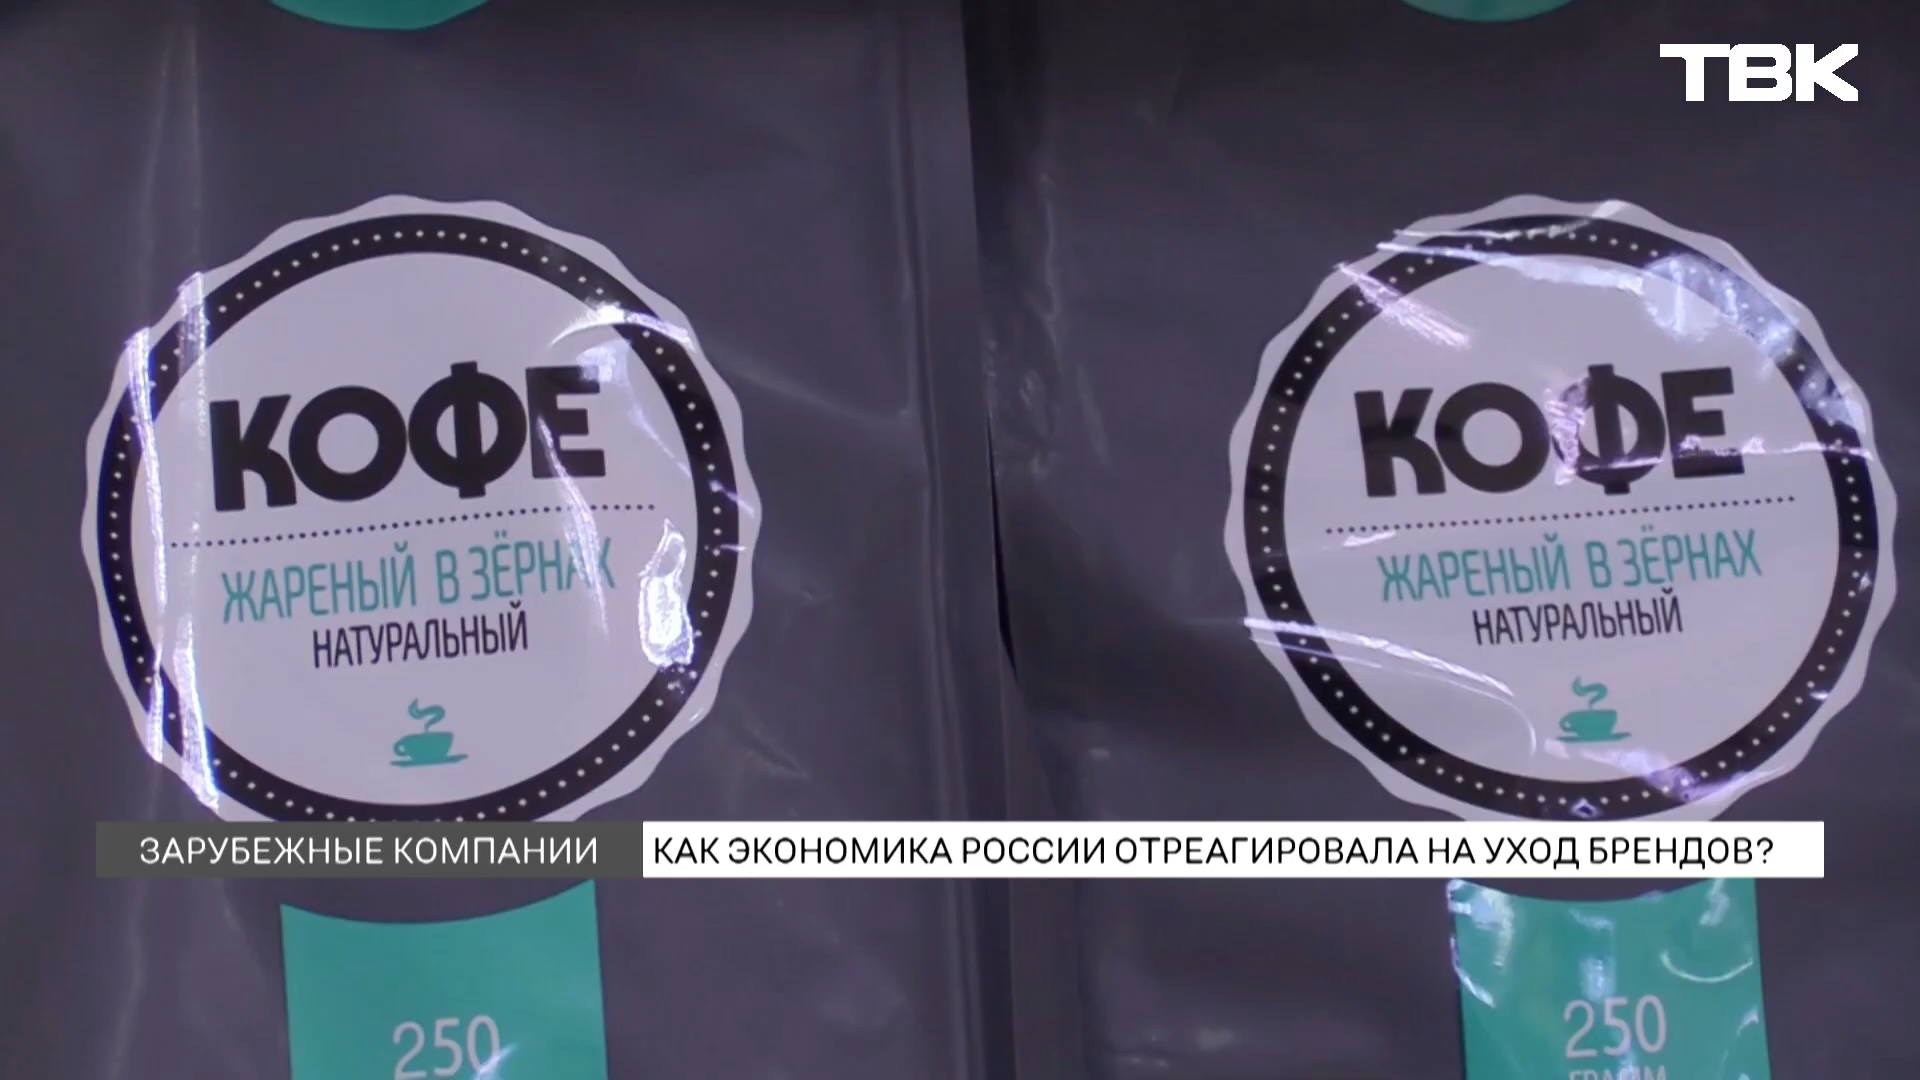 ТВК
КОФЕ
ЖАРЕНЫЙ В ЗЁРНАХ
НАТУРАЛЬНЫЙ
250
КОФЕ
ЖАРЕНЫЙ В ЗЁРНАХ
НАТУРАЛЬНЫЙ
250
ЗАРУБЕЖНЫЕ КОМПАНИИ
КАК ЭКОНОМИКА РОССИИ ОТРЕАГИРОВАЛА НА УХОД БРЕНДОВ?